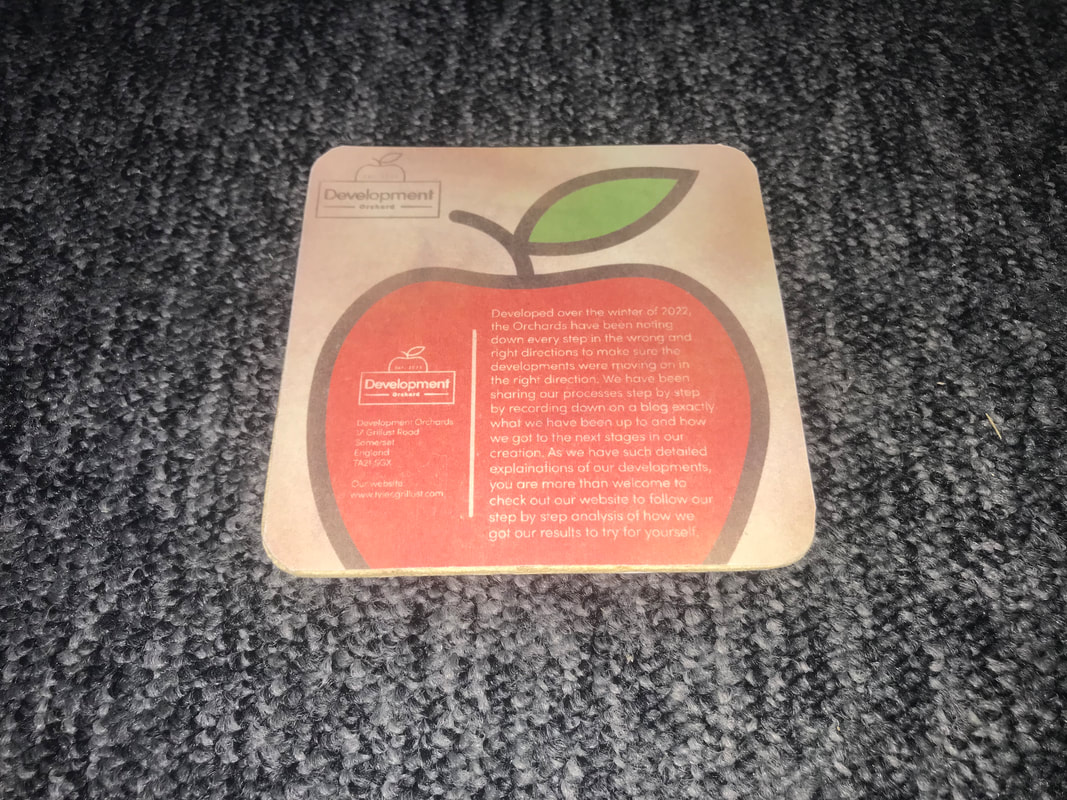 Development
Orchard
Developed over the winter of 2022,
the Orchards have been noting
down every step in the wrong and
right directions to make sure the
developments were moving on in
the right direction. We have been
sharing our processes step by step
by recording down on a blog exactly
what we have been up to and how
we got to the next stages in our
creation. As we have such detailed
explainations of our developments,
you are more than welcome to
check out our website to follow our
step by step analysis of how we
got our results to try for yourself.
Development
Orchard
Development Orchards
17 Grillust Road
Somerset
England
TA21 5GX
Our website